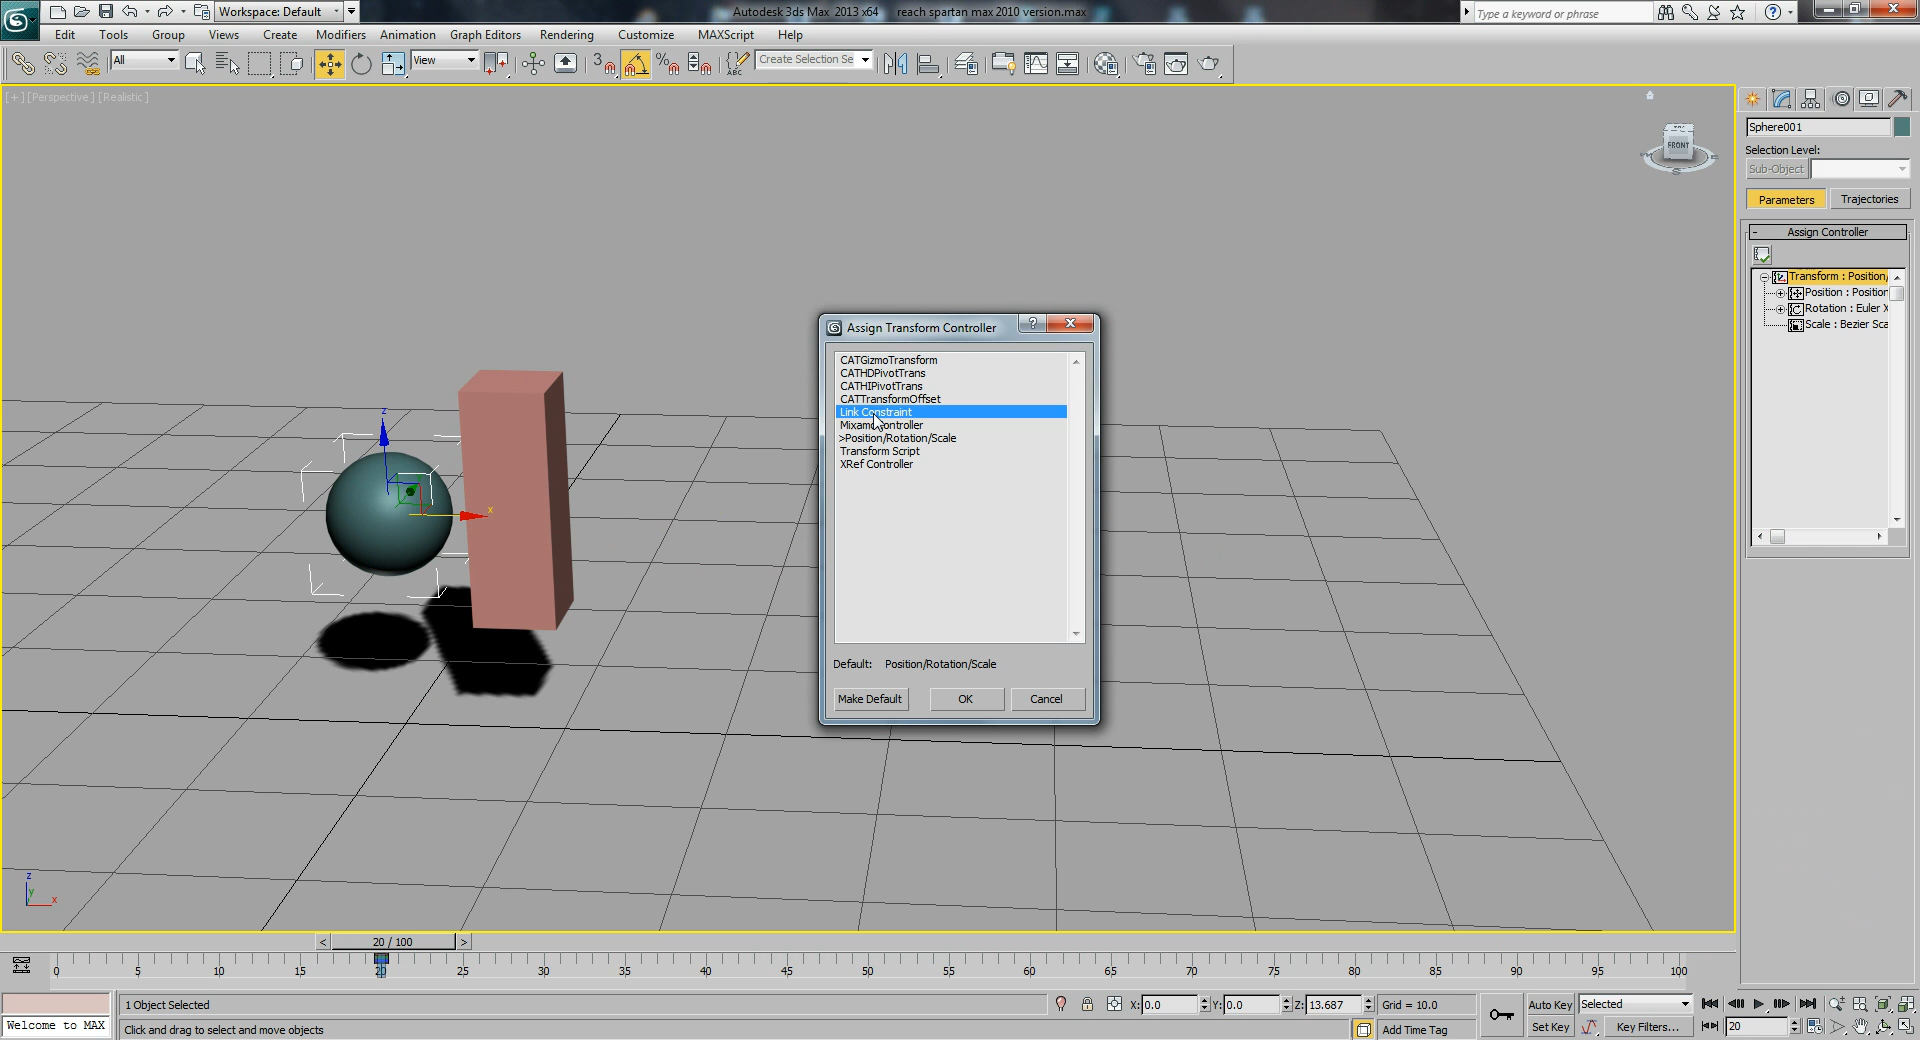 Workspace: Default
Autodesk 3ds Max 2013 x64 reach spartan max 2010 version.max
Type a keyword or phrase
Edit Tools Group Views Create Modifiers Animation Graph Editors Rendering Customize MAXScript Help
All
View
3
%
ABC
Create Selection Se
[ + ] [Perspective ] [Realistic ]
FRONT
S
Sphere001
Selection Level:
Sub-Object
Parameters Trajectories
- Assign Controller
Transform : Position/
Position : Position
Rotation : Euler X
Scale : Bezier Sca
Assign Transform Controller
CATGizmoTransform
CATHDPivotTrans
CATHIPivotTrans
CATTransformOffset
Link Constraint
Mixamo Controller
>Position/Rotation/Scale
Transform Script
XRef Controller
Default: Position/Rotation/Scale
Make Default OK Cancel
z
x
z
y
x
< 20 / 100 >
0 5 10 15 20 25 30 35 40 45 50 55 60 65 70 75 80 85 90 95 100
1 Object Selected
X: 0.0 Y: 0.0 Z: 13.687 Grid = 10.0
Auto Key Selected
Welcome to MAX
Click and drag to select and move objects
Add Time Tag
Set Key Key Filters... 20